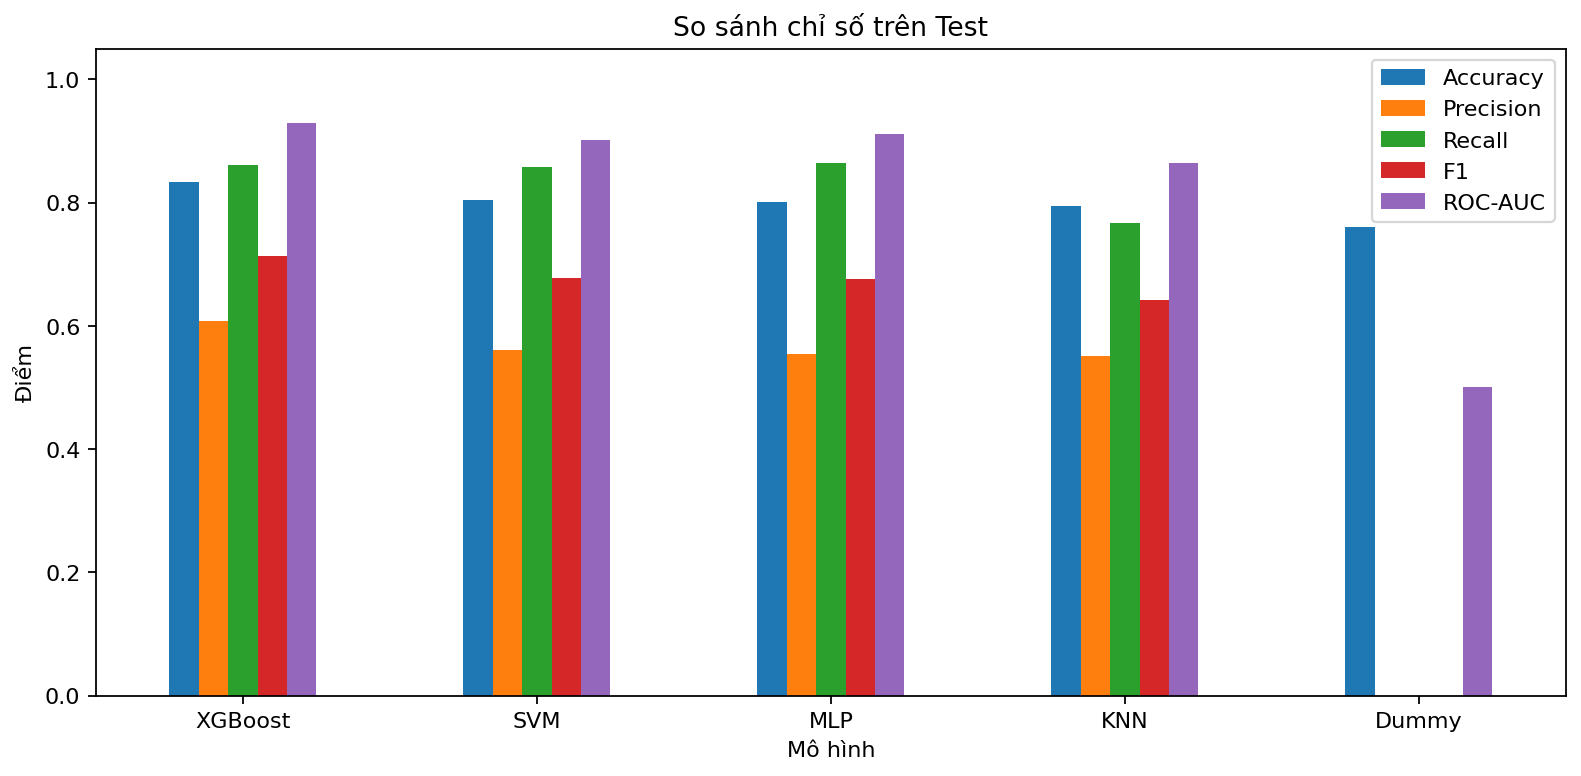 So sánh chỉ số trên Test
Accuracy
Precision
Recall
F1
ROC-AUC
Điểm
1.0
0.8
0.6
0.4
0.2
0.0
XGBoost SVM MLP KNN Dummy
Mô hình